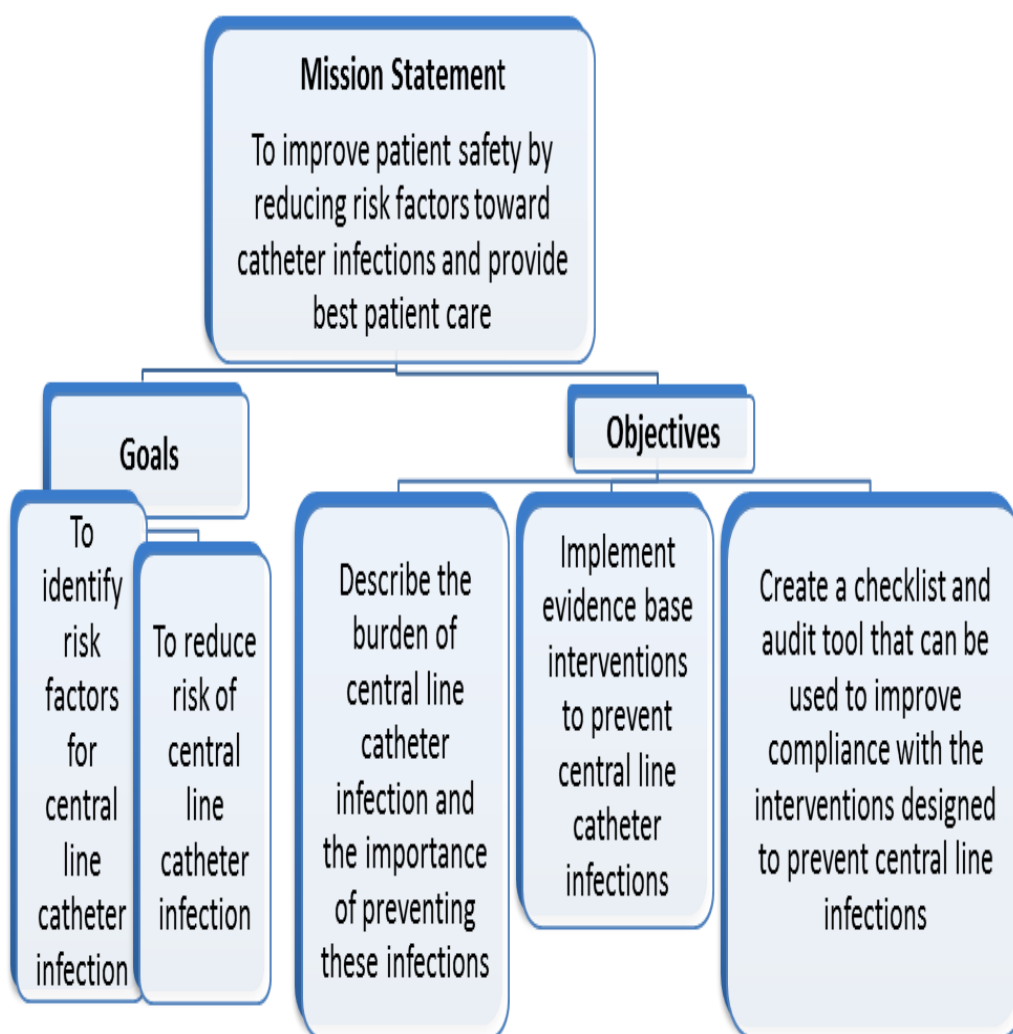 Mission Statement
To improve patient safety by
reducing risk factors toward
catheter infections and provide
best patient care
Goals
To
identify
risk
factors
for
central
line
catheter
infection
To reduce
risk of
central
line
catheter
infection
Objectives
Describe the
burden of
central line
catheter
infection and
the importance
of preventing
these infections
Implement
evidence base
interventions
to prevent
central line
catheter
infections
Create a checklist and
audit tool that can be
used to improve
compliance with the
interventions designed
to prevent central line
infections